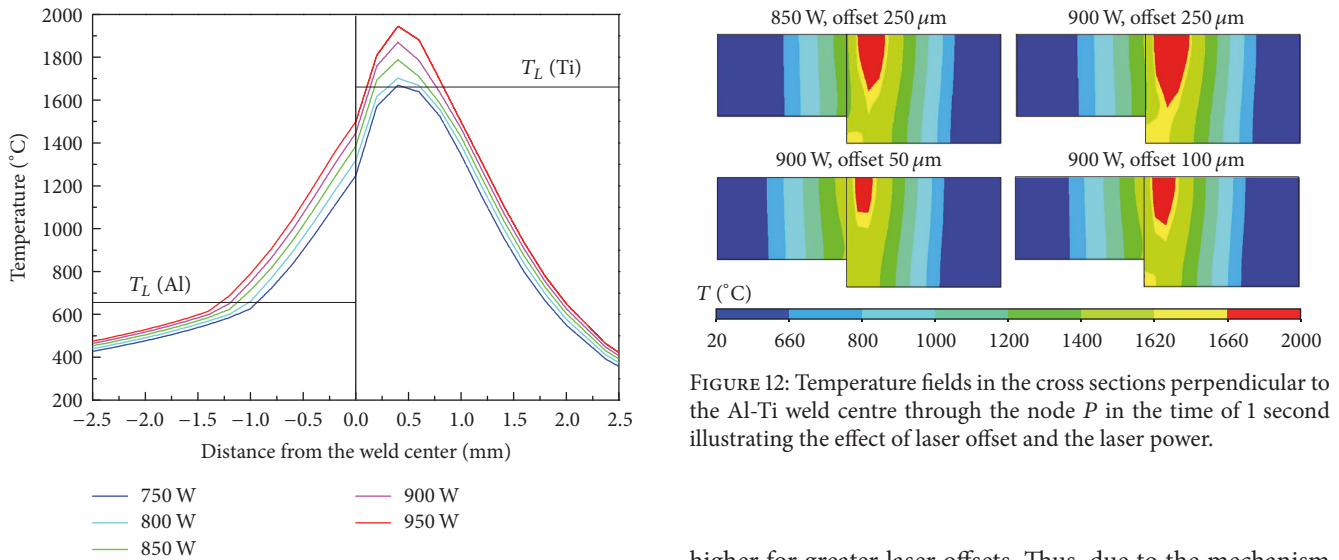 2000
1800
1600
1400
1200
1000
800
600
400
200
Temperature (°C)
T_L (Ti)
T_L (Al)
−2.5 −2.0 −1.5 −1.0 −0.5 0.0 0.5 1.0 1.5 2.0 2.5
Distance from the weld center (mm)
750 W
800 W
850 W
900 W
950 W
850 W, offset 250 μm
900 W, offset 250 μm
900 W, offset 50 μm
900 W, offset 100 μm
T (°C)
20 660 800 1000 1200 1400 1620 1660 2000
FIGURE 12: Temperature fields in the cross sections perpendicular to
the Al-Ti weld centre through the node P in the time of 1 second
illustrating the effect of laser offset and the laser power.
higher for greater laser offsets. Thus, due to the mechanism